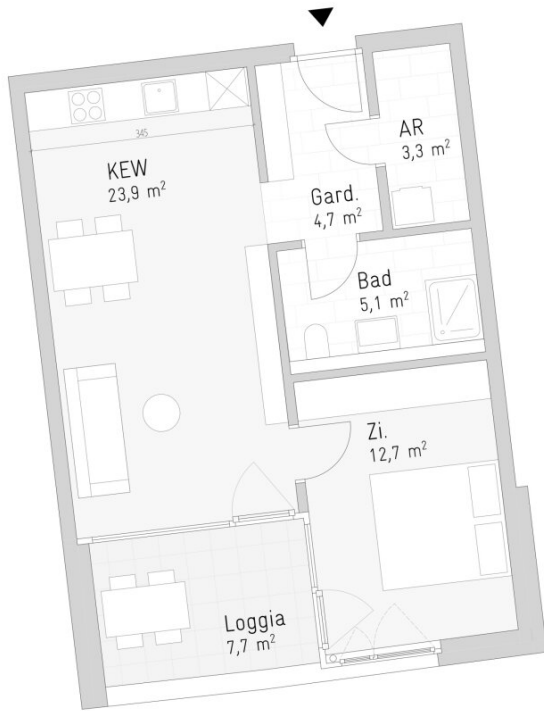 345
KEW
23,9 m²
AR
3,3 m²
Gard.
4,7 m²
Bad
5,1 m²
Zi.
12,7 m²
Loggia
7,7 m²